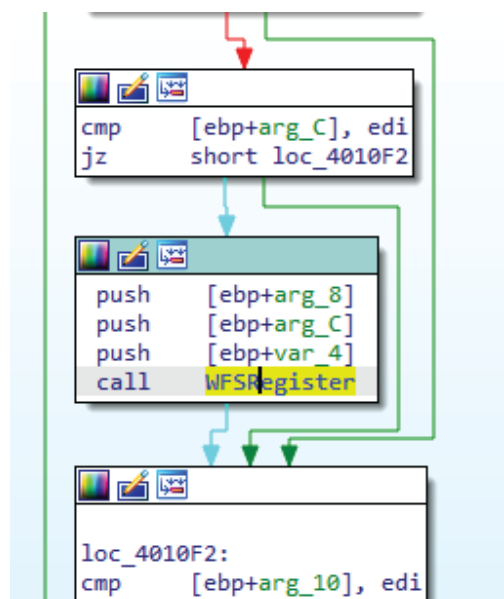 cmp [ebp+arg_C], edi
jz short loc_4010F2
push [ebp+arg_8]
push [ebp+arg_C]
push [ebp+var_4]
call WFSRegister
loc_4010F2:
cmp [ebp+arg_10], edi